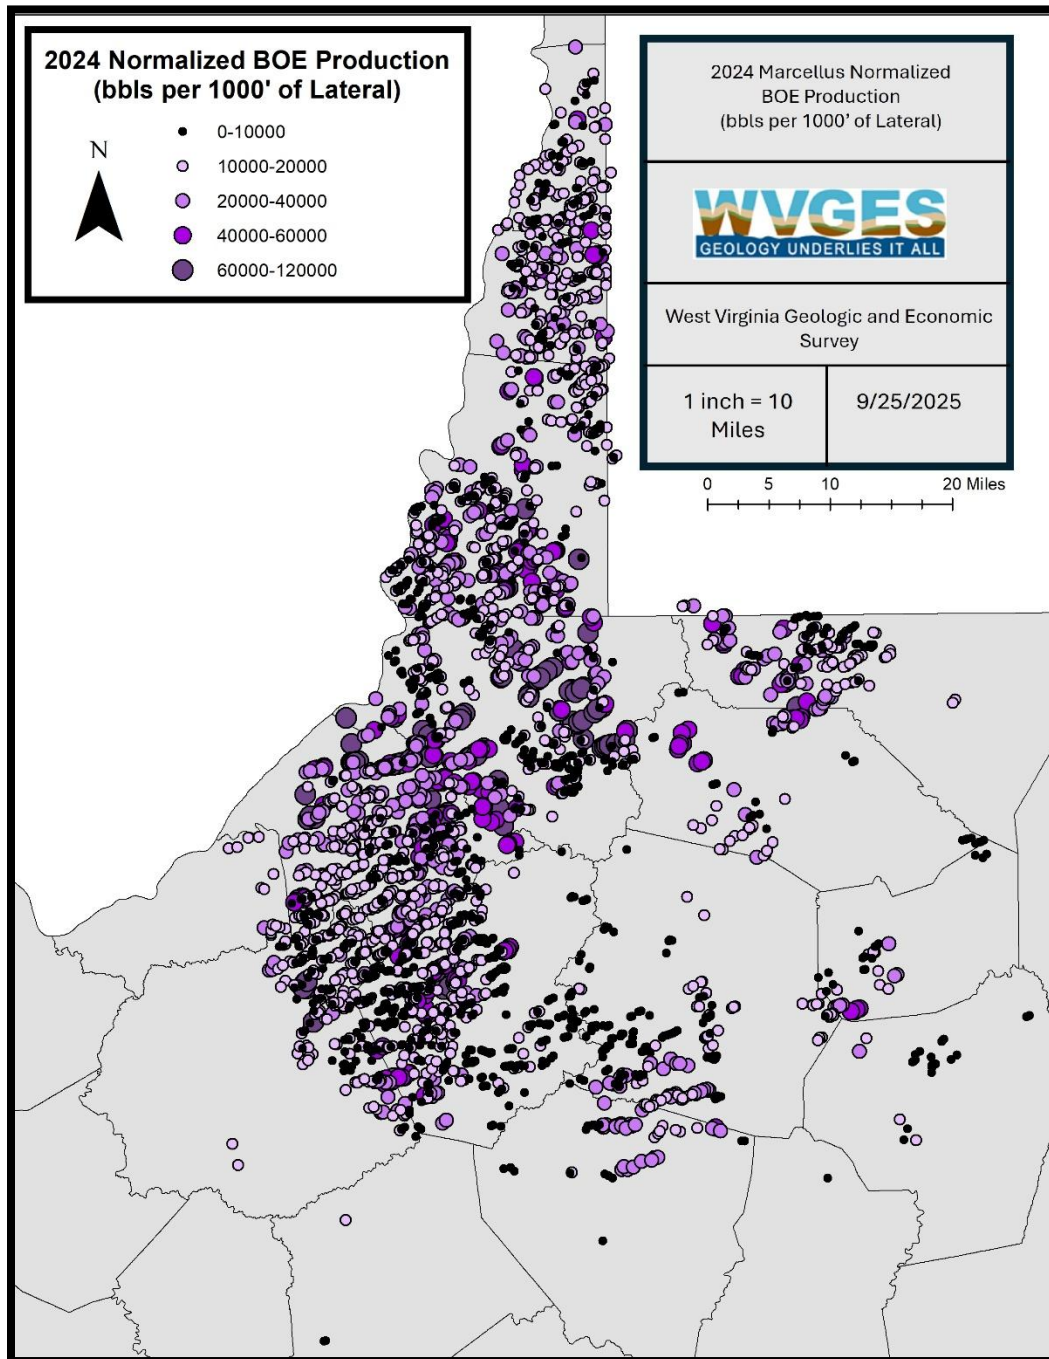 2024 Normalized BOE Production
(bbls per 1000' of Lateral)
N
0-10000
10000-20000
20000-40000
40000-60000
60000-120000
2024 Marcellus Normalized
BOE Production
(bbls per 1000’ of Lateral)
WVGES
GEOLOGY UNDERLIES IT ALL
West Virginia Geologic and Economic
Survey
1 inch = 10
Miles
9/25/2025
0 5 10 20 Miles